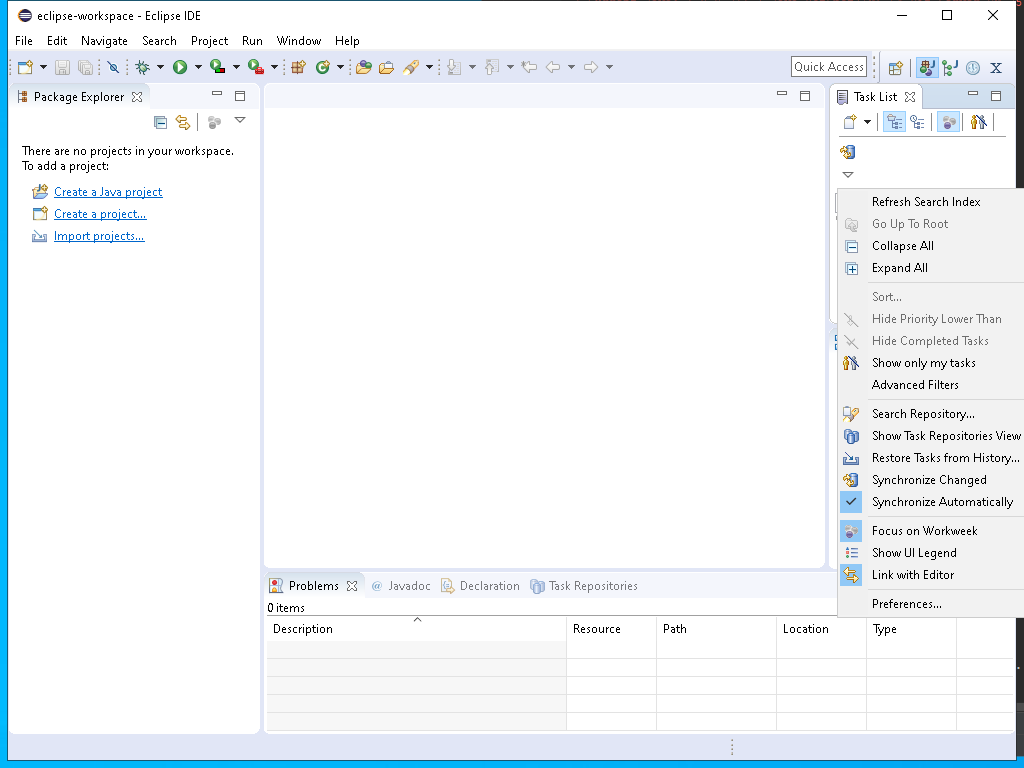 eclipse-workspace - Eclipse IDE
File Edit Navigate Search Project Run Window Help
Quick Access
Package Explorer
There are no projects in your workspace.
To add a project:
Create a Java project
Create a project...
Import projects...
Task List
Refresh Search Index
Go Up To Root
Collapse All
Expand All
Sort...
Hide Priority Lower Than
Hide Completed Tasks
Show only my tasks
Advanced Filters
Search Repository...
Show Task Repositories View
Restore Tasks from History...
Synchronize Changed
Synchronize Automatically
Focus on Workweek
Show UI Legend
Link with Editor
Preferences...
Problems @ Javadoc Declaration Task Repositories
0 items
Description Resource Path Location Type